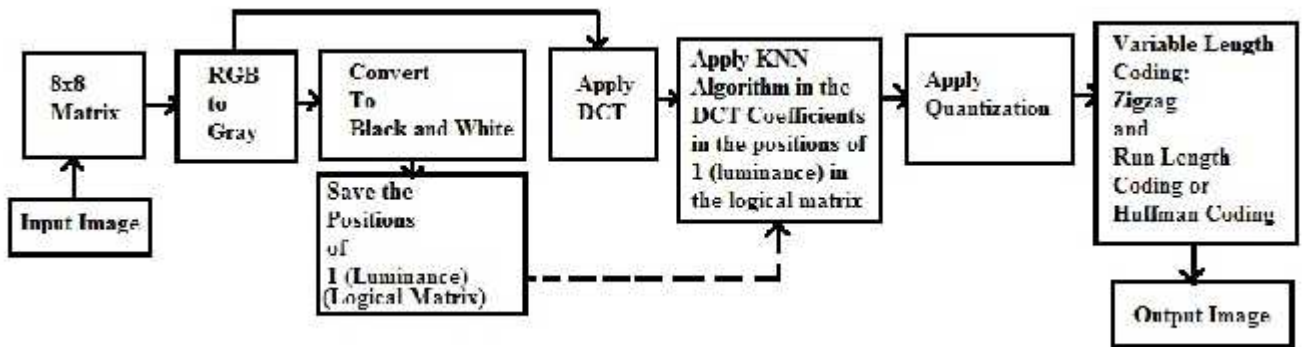 Input Image
8x8
Matrix
RGB
to
Gray
Convert
To
Black and White
Save the
Positions
of
1 (Luminance)
(Logical Matrix)
Apply
DCT
Apply KNN
Algorithm in the
DCT Coefficients
in the positions of
1 (luminance) in
the logical matrix
Apply
Quantization
Variable Length
Coding:
Zigzag
and
Run Length
Coding or
Huffman Coding
Output Image